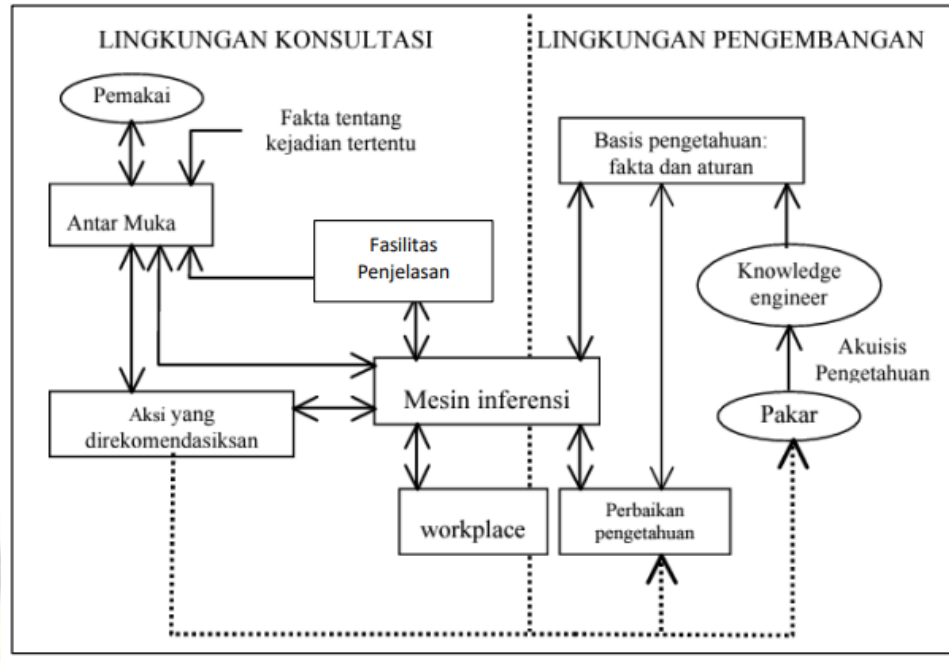 LINGKUNGAN KONSULTASI
LINGKUNGAN PENGEMBANGAN
Pemakai
Fakta tentang
kejadian tertentu
Basis pengetahuan:
fakta dan aturan
Antar Muka
Fasilitas
Penjelasan
Knowledge
engineer
Akuisis
Pengetahuan
Mesin inferensi
Aksi yang
direkomendasiksan
Pakar
workplace
Perbaikan
pengetahuan